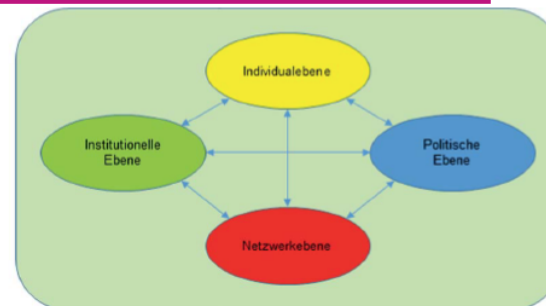 Individualebene
Institutionelle
Ebene
Politische
Ebene
Netzwerkebene